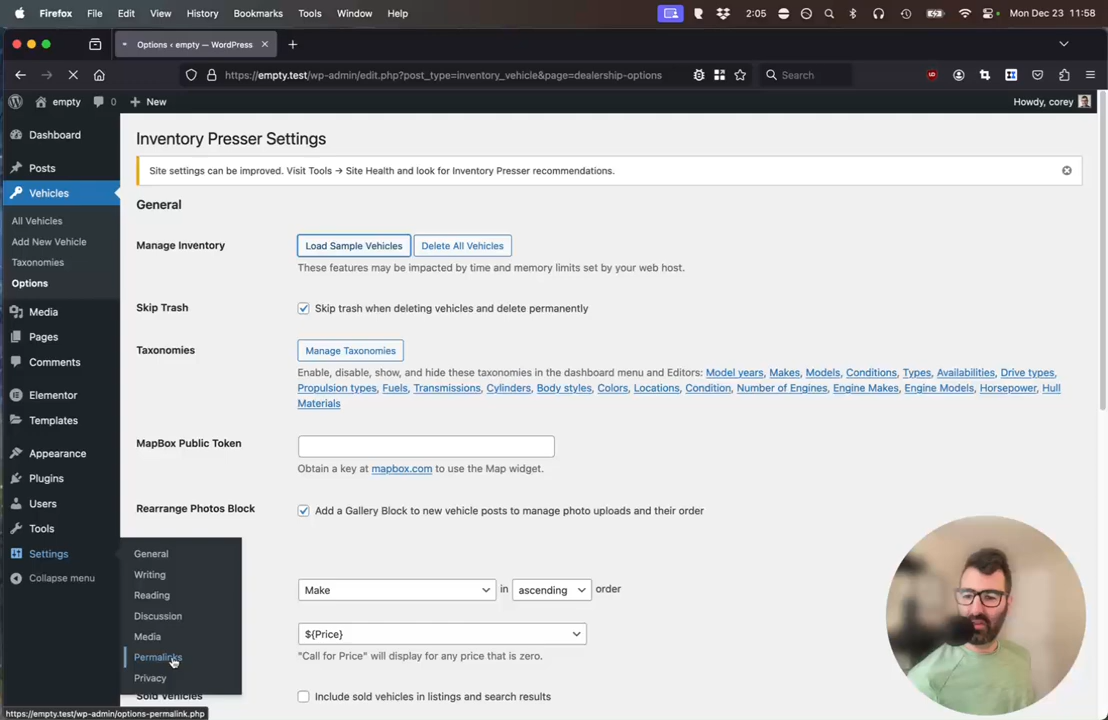 Firefox File Edit View History Bookmarks Tools Window Help 2:05 Mon Dec 23 11:58
Options ‹ empty — WordPress
https://empty.test/wp-admin/edit.php?post_type=inventory_vehicle&page=dealership-options Search
empty 0 New Howdy, corey
Dashboard
Posts
Vehicles
All Vehicles
Add New Vehicle
Taxonomies
Options
Media
Pages
Comments
Elementor
Templates
Appearance
Plugins
Users
Tools
Settings
Collapse menu
General
Writing
Reading
Discussion
Media
Permalinks
Privacy
Inventory Presser Settings
Site settings can be improved. Visit Tools → Site Health and look for Inventory Presser recommendations.
General
Manage Inventory Load Sample Vehicles Delete All Vehicles
These features may be impacted by time and memory limits set by your web host.
Skip Trash Skip trash when deleting vehicles and delete permanently
Taxonomies Manage Taxonomies
Enable, disable, show, and hide these taxonomies in the dashboard menu and Editors: Model years, Makes, Models, Conditions, Types, Availabilities, Drive types,
Propulsion types, Fuels, Transmissions, Cylinders, Body styles, Colors, Locations, Condition, Number of Engines, Engine Makes, Engine Models, Horsepower, Hull
Materials
MapBox Public Token
Obtain a key at mapbox.com to use the Map widget.
Rearrange Photos Block Add a Gallery Block to new vehicle posts to manage photo uploads and their order
Make in ascending order
${Price}
"Call for Price" will display for any price that is zero.
Sold Vehicles Include sold vehicles in listings and search results
https://empty.test/wp-admin/options-permalink.php